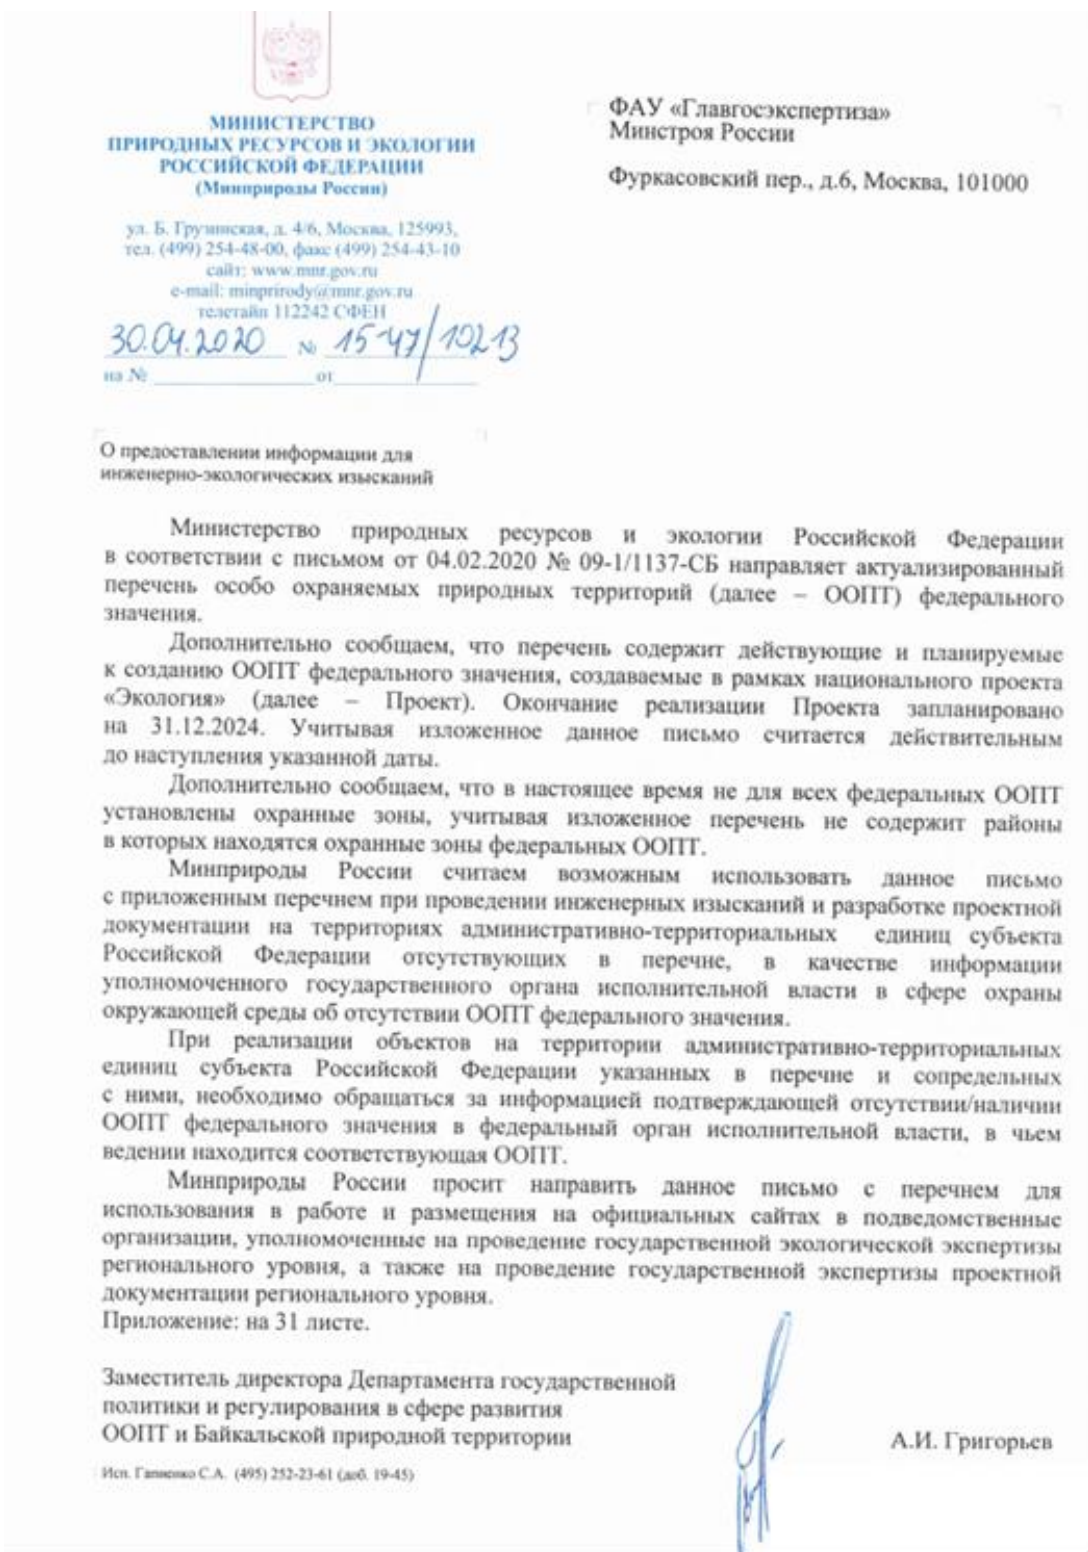 МИНИСТЕРСТВО
ПРИРОДНЫХ РЕСУРСОВ И ЭКОЛОГИИ
РОССИЙСКОЙ ФЕДЕРАЦИИ
(Минприроды России)
ул. Б. Грузинская, д. 4/6, Москва, 125993,
тел. (499) 254-48-00, факс (499) 254-43-10
сайт: www.mnr.gov.ru
e-mail: minprirody@mnr.gov.ru
телетайп 112242 СФЕН
30.04.2020 № 15-47/10213
на № от
ФАУ «Главгосэкспертиза»
Минстроя России
Фуркасовский пер., д.6, Москва, 101000
О предоставлении информации для
инженерно-экологических изысканий
Министерство природных ресурсов и экологии Российской Федерации
в соответствии с письмом от 04.02.2020 № 09-1/1137-СБ направляет актуализированный
перечень особо охраняемых природных территорий (далее – ООПТ) федерального
значения.
Дополнительно сообщаем, что перечень содержит действующие и планируемые
к созданию ООПТ федерального значения, создаваемые в рамках национального проекта
«Экология» (далее – Проект). Окончание реализации Проекта запланировано
на 31.12.2024. Учитывая изложенное данное письмо считается действительным
до наступления указанной даты.
Дополнительно сообщаем, что в настоящее время не для всех федеральных ООПТ
установлены охранные зоны, учитывая изложенное перечень не содержит районы
в которых находятся охранные зоны федеральных ООПТ.
Минприроды России считаем возможным использовать данное письмо
с приложенным перечнем при проведении инженерных изысканий и разработке проектной
документации на территориях административно-территориальных единиц субъекта
Российской Федерации отсутствующих в перечне, в качестве информации
уполномоченного государственного органа исполнительной власти в сфере охраны
окружающей среды об отсутствии ООПТ федерального значения.
При реализации объектов на территории административно-территориальных
единиц субъекта Российской Федерации указанных в перечне и сопредельных
с ними, необходимо обращаться за информацией подтверждающей отсутствии/наличии
ООПТ федерального значения в федеральный орган исполнительной власти, в чьем
ведении находится соответствующая ООПТ.
Минприроды России просит направить данное письмо с перечнем для
использования в работе и размещения на официальных сайтах в подведомственные
организации, уполномоченные на проведение государственной экологической экспертизы
регионального уровня, а также на проведение государственной экспертизы проектной
документации регионального уровня.
Приложение: на 31 листе.
Заместитель директора Департамента государственной
политики и регулирования в сфере развития
ООПТ и Байкальской природной территории
А.И. Григорьев
Исп. Гапиенко С.А. (495) 252-23-61 (доб. 19-45)